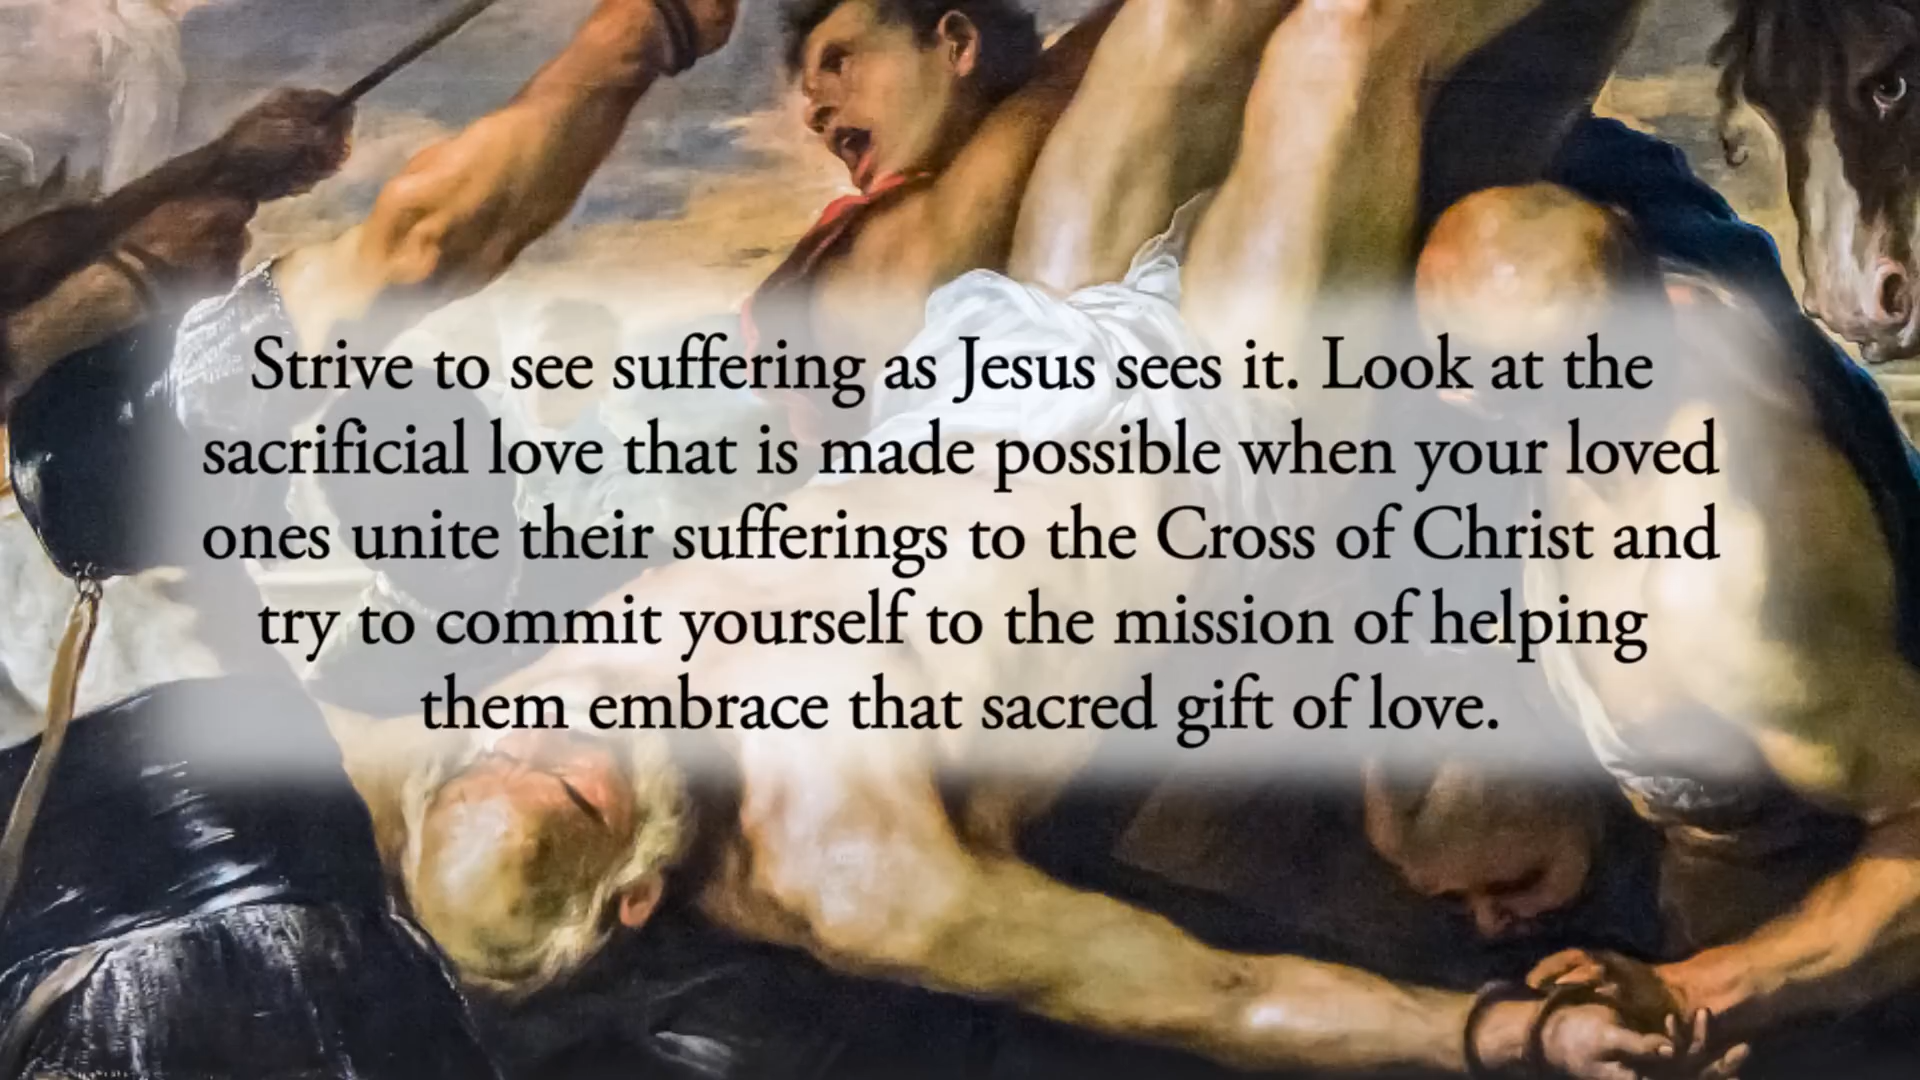 Strive to see suffering as Jesus sees it. Look at the
sacrificial love that is made possible when your loved
ones unite their sufferings to the Cross of Christ and
try to commit yourself to the mission of helping
them embrace that sacred gift of love.